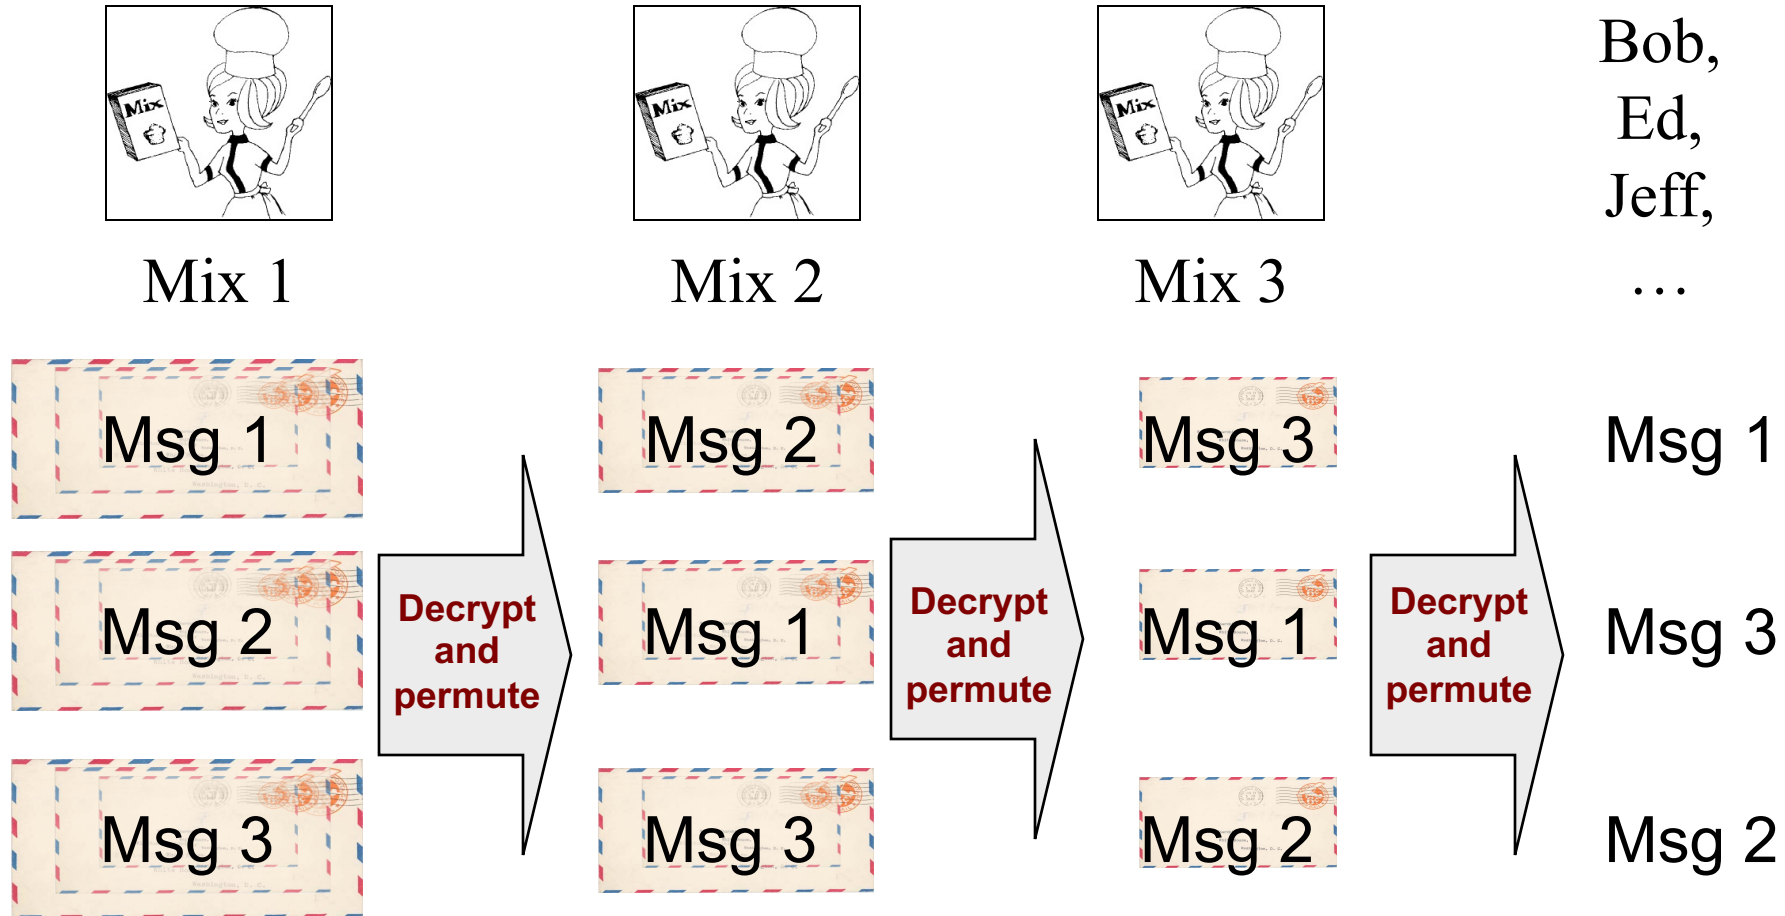 Mix
Mix
Mix
Bob,
Ed,
Jeff,
…
Mix 1
Mix 2
Mix 3
Msg 1
Msg 2
Msg 3
Decrypt
and
permute
Msg 2
Msg 1
Msg 3
Decrypt
and
permute
Msg 3
Msg 1
Msg 2
Decrypt
and
permute
Msg 1
Msg 3
Msg 2